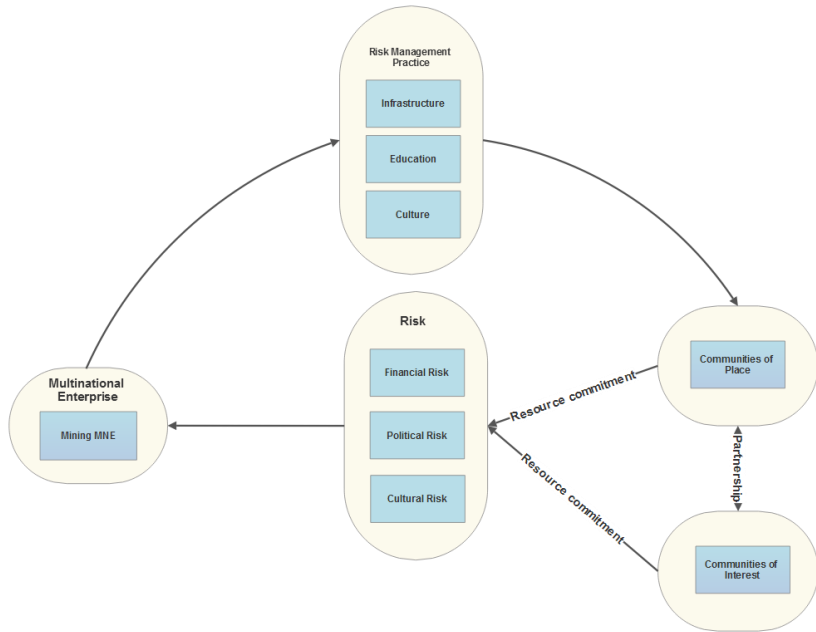 Risk Management
Practice
Infrastructure
Education
Culture
Risk
Financial Risk
Political Risk
Cultural Risk
Multinational
Enterprise
Mining MNE
Communities of
Place
Resource commitment
Resource commitment
Partnership
Communities of
Interest